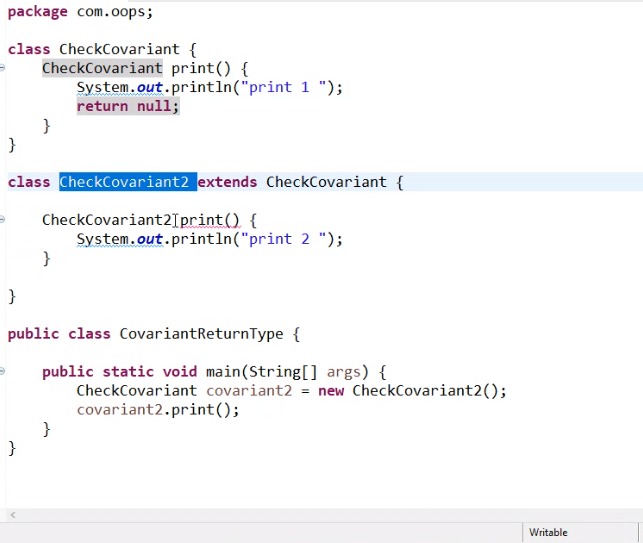 package com.oops;
class CheckCovariant {
CheckCovariant print() {
System.out.println("print 1 ");
return null;
}
}
class CheckCovariant2 extends CheckCovariant {
CheckCovariant2 print() {
System.out.println("print 2 ");
}
}
public class CovariantReturnType {
public static void main(String[] args) {
CheckCovariant covariant2 = new CheckCovariant2();
covariant2.print();
}
}
Writable